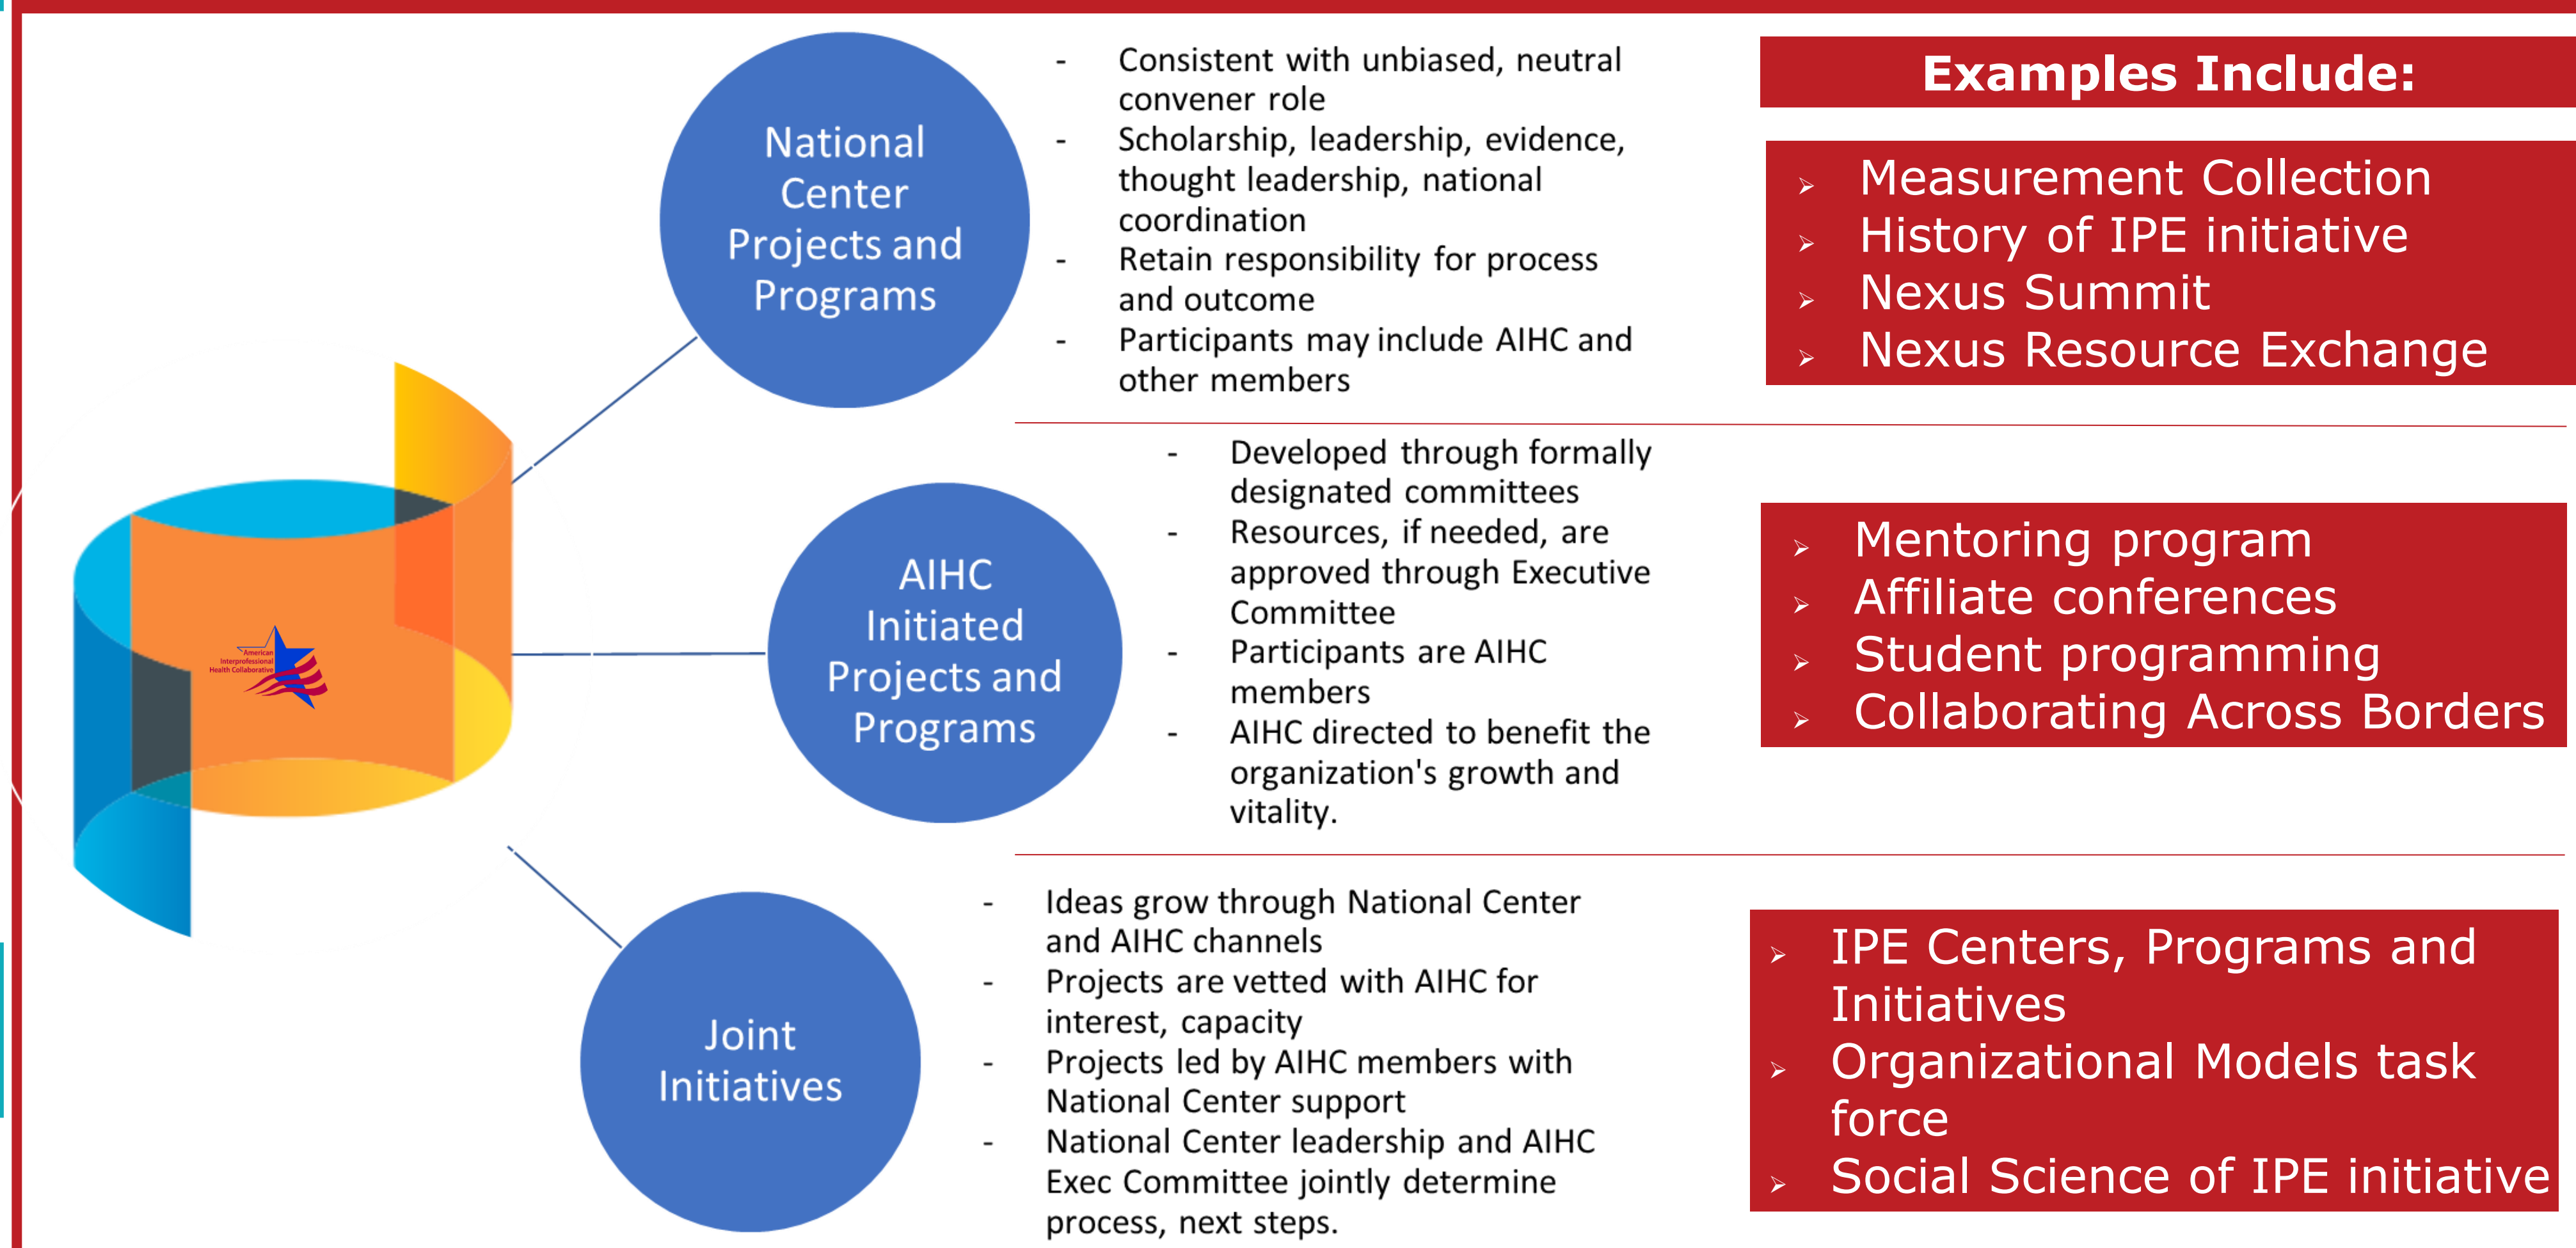 National
Center
Projects and
Programs
- Consistent with unbiased, neutral
convener role
- Scholarship, leadership, evidence,
thought leadership, national
coordination
- Retain responsibility for process
and outcome
- Participants may include AIHC and
other members
Examples Include:
➢ Measurement Collection
➢ History of IPE initiative
➢ Nexus Summit
➢ Nexus Resource Exchange
American
Interprofessional
Health Collaborative
AIHC
Initiated
Projects and
Programs
- Developed through formally
designated committees
- Resources, if needed, are
approved through Executive
Committee
- Participants are AIHC
members
- AIHC directed to benefit the
organization's growth and
vitality.
➢ Mentoring program
➢ Affiliate conferences
➢ Student programming
➢ Collaborating Across Borders
Joint
Initiatives
- Ideas grow through National Center
and AIHC channels
- Projects are vetted with AIHC for
interest, capacity
- Projects led by AIHC members with
National Center support
- National Center leadership and AIHC
Exec Committee jointly determine
process, next steps.
➢ IPE Centers, Programs and
Initiatives
➢ Organizational Models task
force
➢ Social Science of IPE initiative